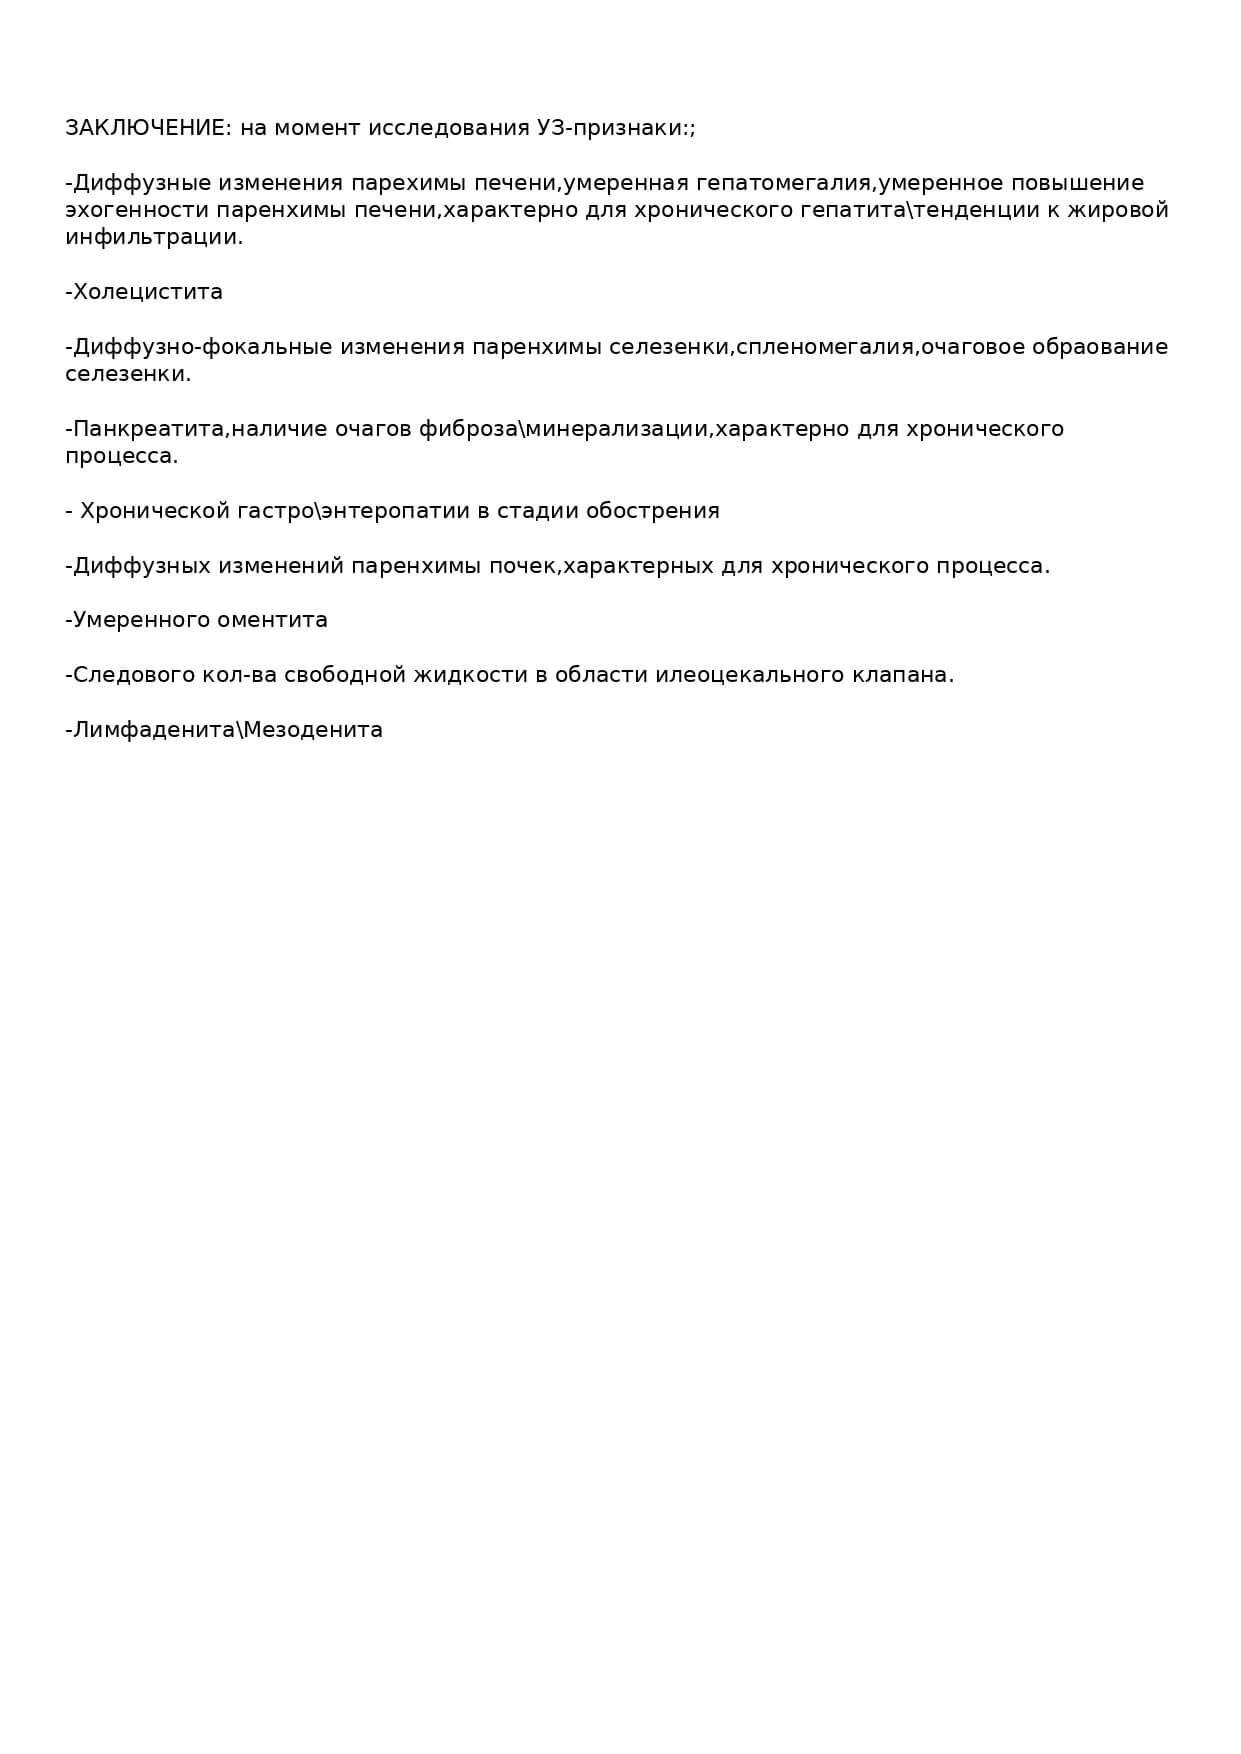 ЗАКЛЮЧЕНИЕ: на момент исследования УЗ-признаки:;
-Диффузные изменения парехимы печени,умеренная гепатомегалия,умеренное повышение
эхогенности паренхимы печени,характерно для хронического гепатита\тенденции к жировой
инфильтрации.
-Холецистита
-Диффузно-фокальные изменения паренхимы селезенки,спленомегалия,очаговое обраование
селезенки.
-Панкреатита,наличие очагов фиброза\минерализации,характерно для хронического
процесса.
- Хронической гастро\энтеропатии в стадии обострения
-Диффузных изменений паренхимы почек,характерных для хронического процесса.
-Умеренного оментита
-Следового кол-ва свободной жидкости в области илеоцекального клапана.
-Лимфаденита\Мезоденита